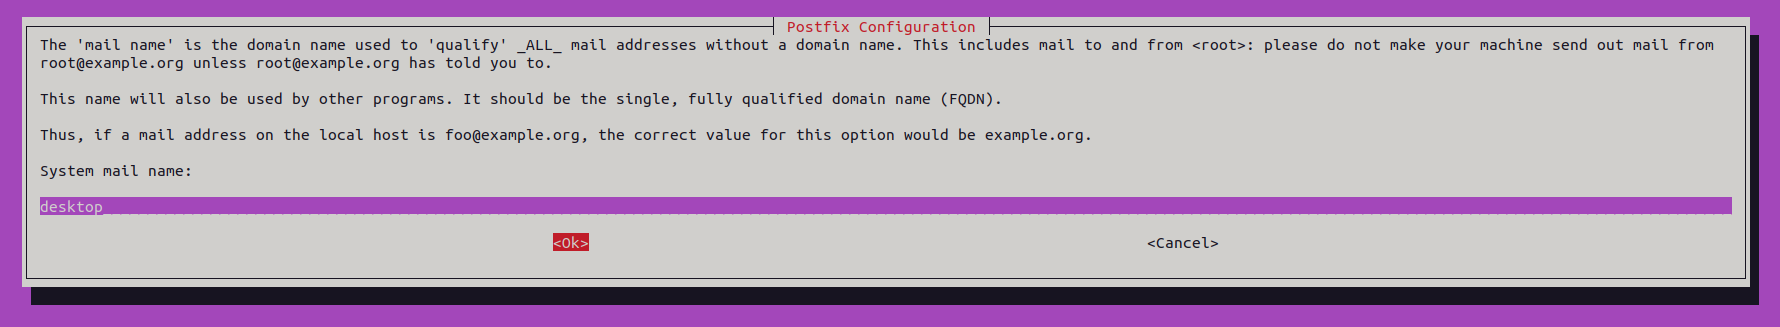 Postfix Configuration
The 'mail name' is the domain name used to 'qualify' _ALL_ mail addresses without a domain name. This includes mail to and from <root>: please do not make your machine send out mail from
root@example.org unless root@example.org has told you to.
This name will also be used by other programs. It should be the single, fully qualified domain name (FQDN).
Thus, if a mail address on the local host is foo@example.org, the correct value for this option would be example.org.
System mail name:
desktop
<Ok> <Cancel>